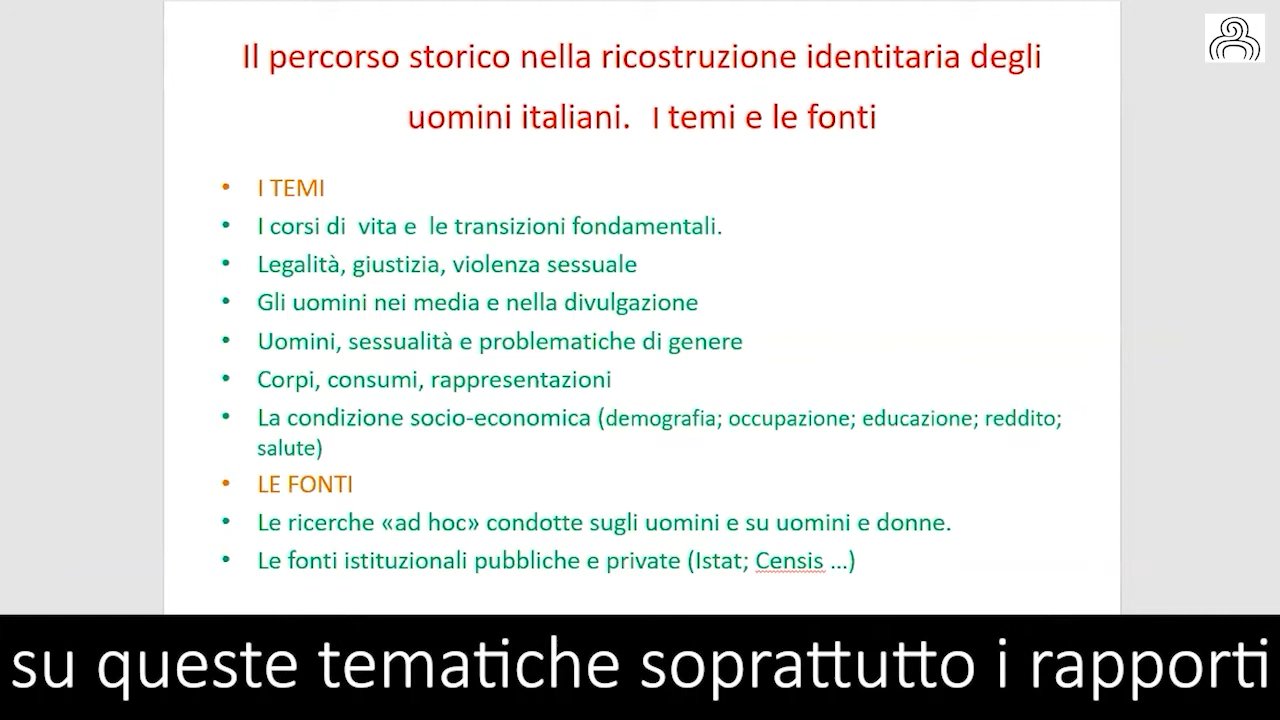 Il percorso storico nella ricostruzione identitaria degli
uomini italiani. I temi e le fonti
• I TEMI
• I corsi di vita e le transizioni fondamentali.
• Legalità, giustizia, violenza sessuale
• Gli uomini nei media e nella divulgazione
• Uomini, sessualità e problematiche di genere
• Corpi, consumi, rappresentazioni
• La condizione socio-economica (demografia; occupazione; educazione; reddito;
salute)
• LE FONTI
• Le ricerche «ad hoc» condotte sugli uomini e su uomini e donne.
• Le fonti istituzionali pubbliche e private (Istat; Censis ...)
su queste tematiche soprattutto i rapporti